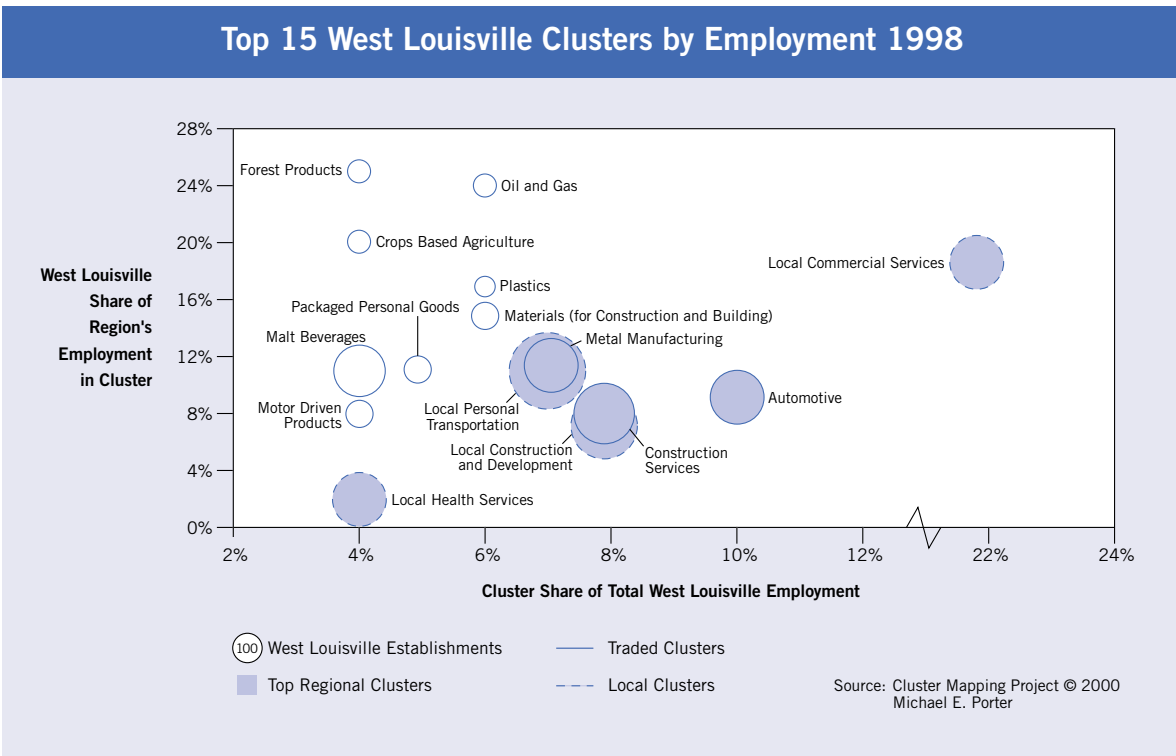 Top 15 West Louisville Clusters by Employment 1998
West Louisville
Share of
Region's
Employment
in Cluster
28%
24%
20%
16%
12%
8%
4%
0%
Forest Products
Oil and Gas
Crops Based Agriculture
Local Commercial Services
Plastics
Packaged Personal Goods
Materials (for Construction and Building)
Malt Beverages
Metal Manufacturing
Automotive
Motor Driven
Products
Local Personal
Transportation
Local Construction
and Development
Construction
Services
Local Health Services
2%
4%
6%
8%
10%
12%
22%
24%
Cluster Share of Total West Louisville Employment
100 West Louisville Establishments
Traded Clusters
Top Regional Clusters
Local Clusters
Source: Cluster Mapping Project © 2000
Michael E. Porter